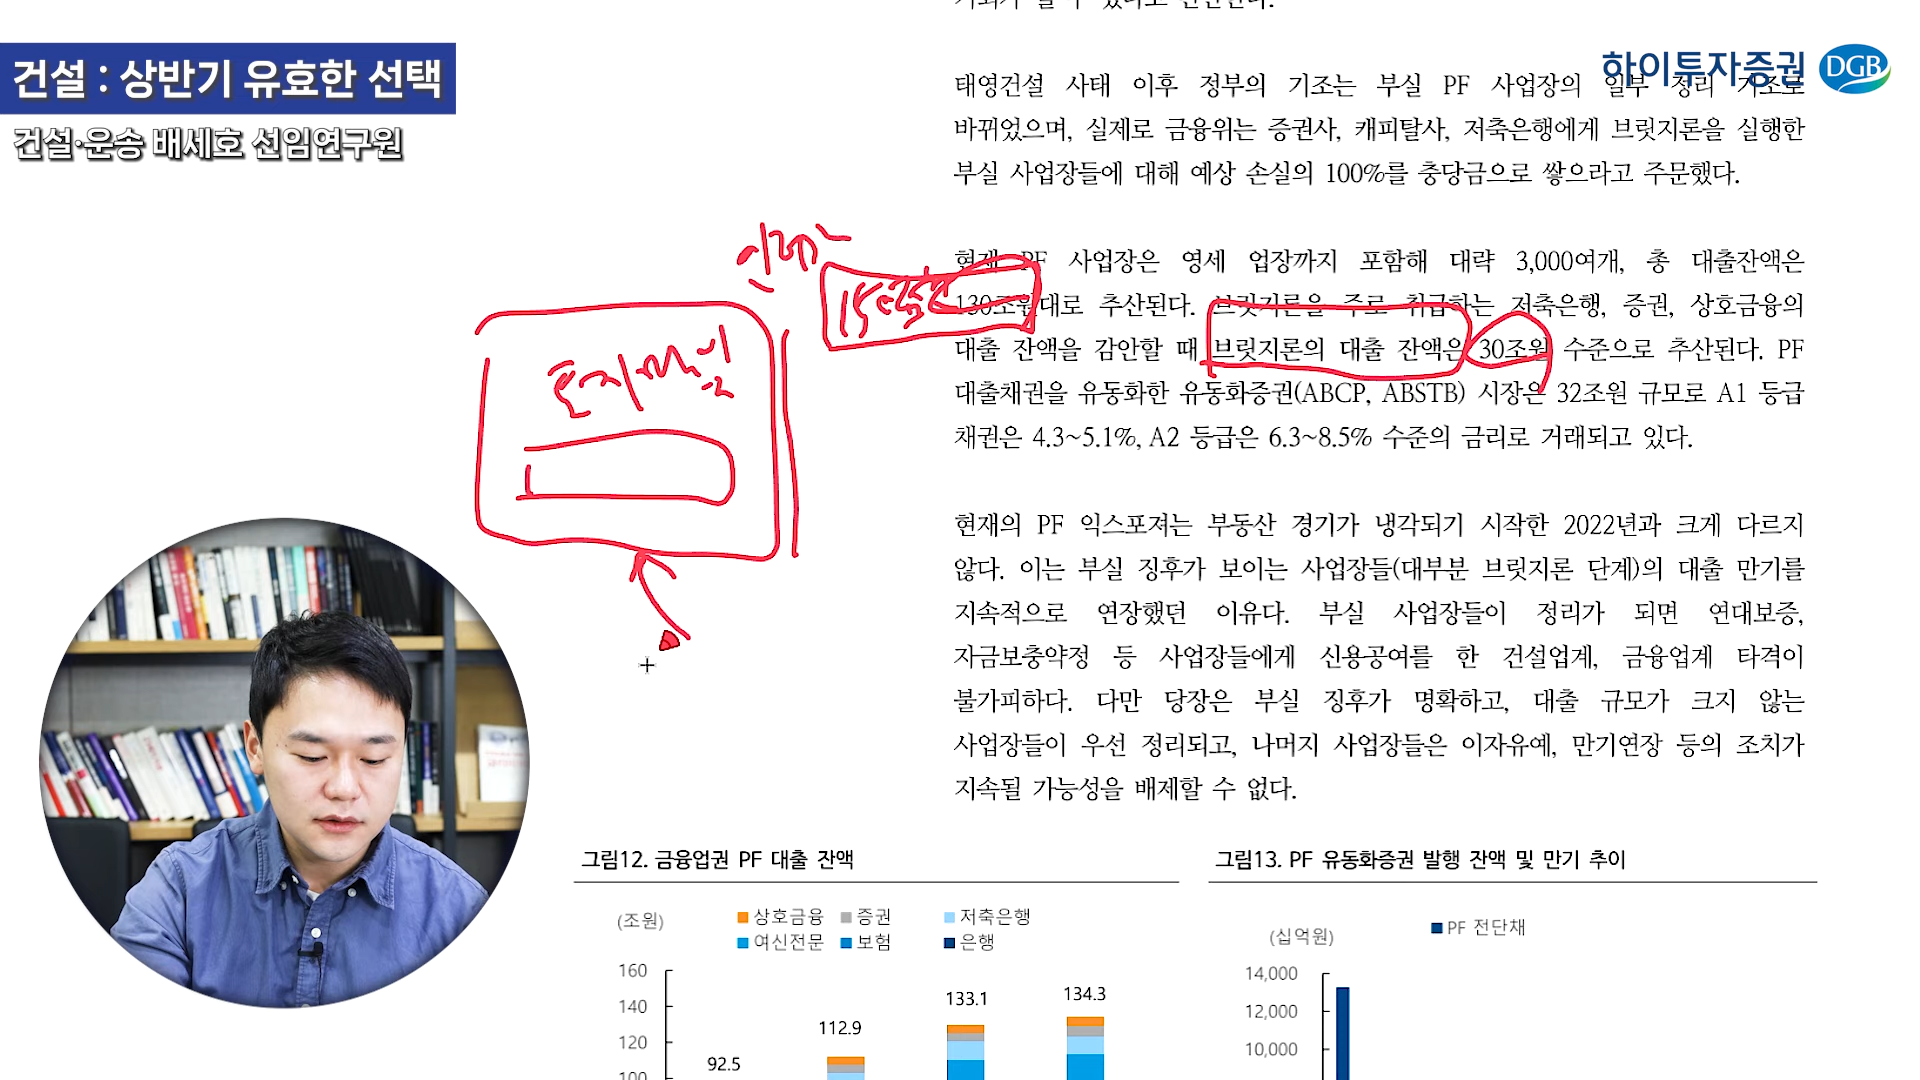 건설 : 상반기 유효한 선택
건설·운송 배세호 선임연구원
하이투자증권 DGB
태영건설 사태 이후 정부의 기조는 부실 PF 사업장의 일부 정리 기조로
바뀌었으며, 실제로 금융위는 증권사, 캐피탈사, 저축은행에게 브릿지론을 실행한
부실 사업장들에 대해 예상 손실의 100%를 충당금으로 쌓으라고 주문했다.
현재 PF 사업장은 영세 업장까지 포함해 대략 3,000여개, 총 대출잔액은
130조원대로 추산된다. 브릿지론을 주로 취급하는 저축은행, 증권, 상호금융의
대출 잔액을 감안할 때 브릿지론의 대출 잔액은 30조원 수준으로 추산된다. PF
대출채권을 유동화한 유동화증권(ABCP, ABSTB) 시장은 32조원 규모로 A1 등급
채권은 4.3~5.1%, A2 등급은 6.3~8.5% 수준의 금리로 거래되고 있다.
현재의 PF 익스포져는 부동산 경기가 냉각되기 시작한 2022년과 크게 다르지
않다. 이는 부실 징후가 보이는 사업장들(대부분 브릿지론 단계)의 대출 만기를
지속적으로 연장했던 이유다. 부실 사업장들이 정리가 되면 연대보증,
자금보충약정 등 사업장들에게 신용공여를 한 건설업계, 금융업계 타격이
불가피하다. 다만 당장은 부실 징후가 명확하고, 대출 규모가 크지 않는
사업장들이 우선 정리되고, 나머지 사업장들은 이자유예, 만기연장 등의 조치가
지속될 가능성을 배제할 수 없다.
그림12. 금융업권 PF 대출 잔액
(조원)
상호금융 증권 저축은행
여신전문 보험 은행
160
140
120
100
92.5
112.9
133.1
134.3
그림13. PF 유동화증권 발행 잔액 및 만기 추이
(십억원)
PF 전단채
14,000
12,000
10,000